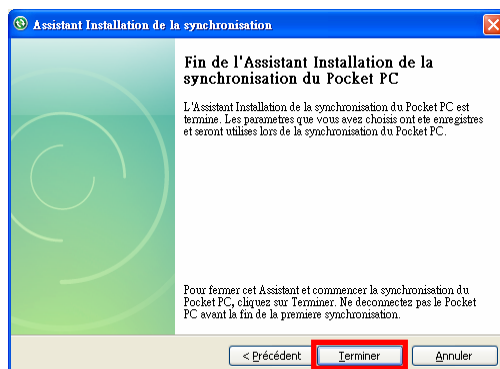 Assistant Installation de la synchronisation
Fin de l'Assistant Installation de la
synchronisation du Pocket PC
L'Assistant Installation de la synchronisation du Pocket PC est
termine. Les parametres que vous avez choisis ont ete enregistres
et seront utilises lors de la synchronisation du Pocket PC.
Pour fermer cet Assistant et commencer la synchronisation du
Pocket PC, cliquez sur Terminer. Ne deconnectez pas le Pocket
PC avant la fin de la premiere synchronisation.
< Précédent Terminer Annuler